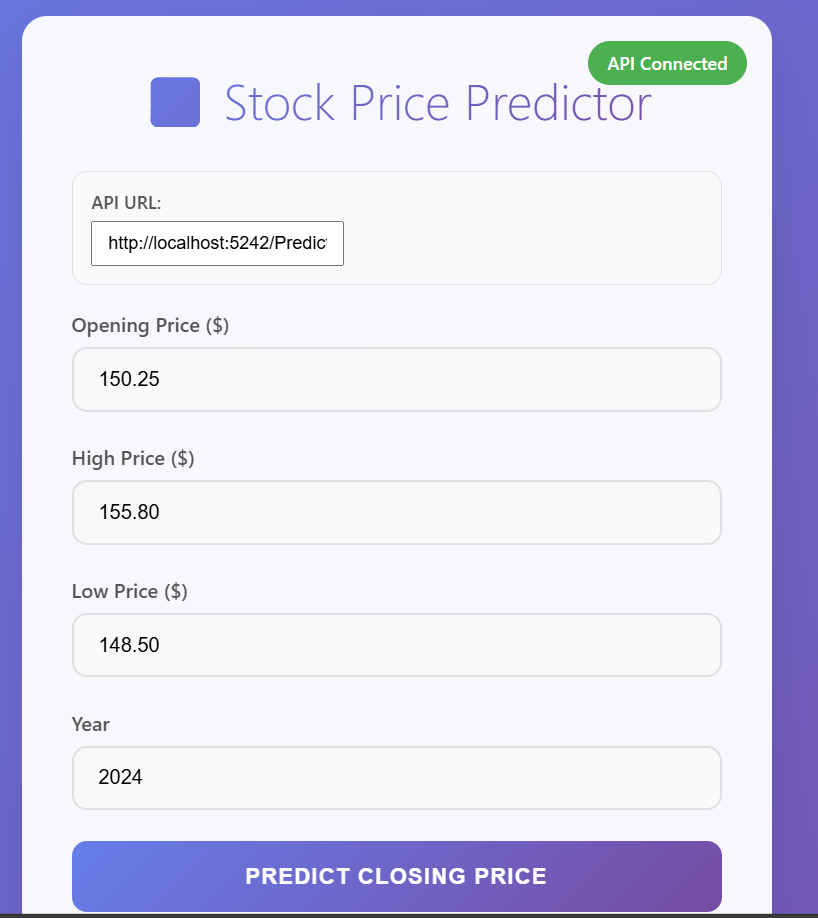 API Connected
Stock Price Predictor
API URL:
http://localhost:5242/Predic
Opening Price ($)
150.25
High Price ($)
155.80
Low Price ($)
148.50
Year
2024
PREDICT CLOSING PRICE